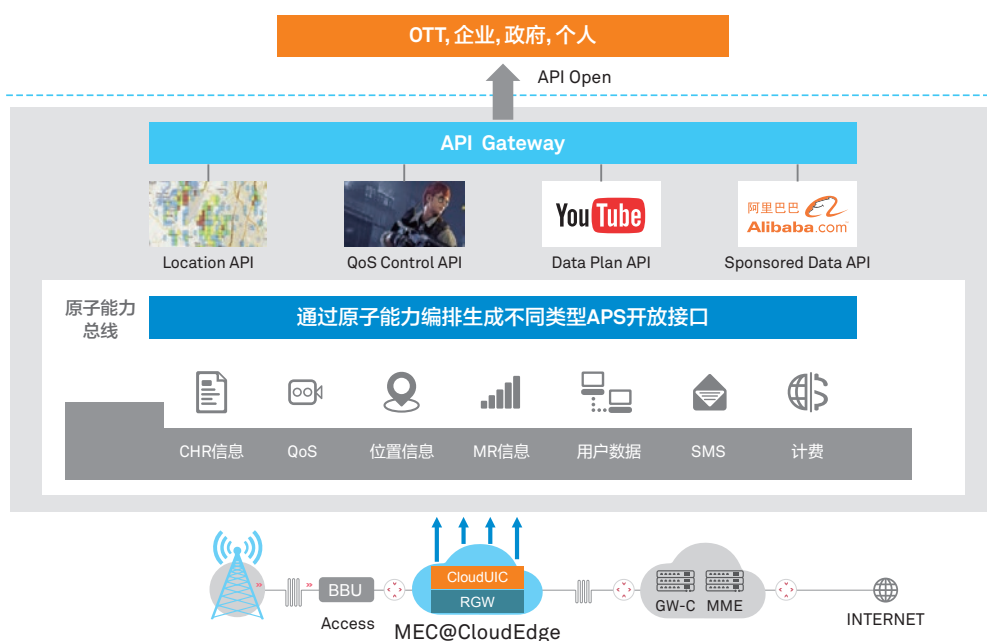 OTT, 企业, 政府, 个人
API Open
API Gateway
YouTube
阿里巴巴
Alibaba.com
Location API
QoS Control API
Data Plan API
Sponsored Data API
原子能力
总线
通过原子能力编排生成不同类型APS开放接口
CHR信息
QoS
位置信息
MR信息
用户数据
SMS
计费
CloudUIC
RGW
BBU
Access
MEC@CloudEdge
GW-C
MME
INTERNET